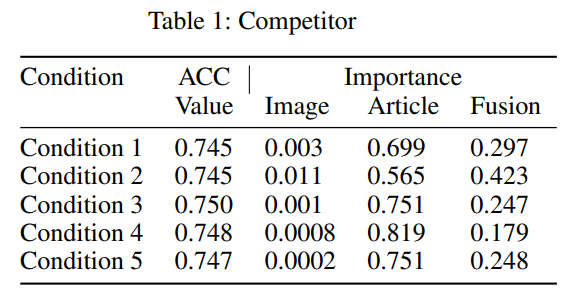 Table 1: Competitor
Condition ACC Importance
Value Image Article Fusion
Condition 1 0.745 0.003 0.699 0.297
Condition 2 0.745 0.011 0.565 0.423
Condition 3 0.750 0.001 0.751 0.247
Condition 4 0.748 0.0008 0.819 0.179
Condition 5 0.747 0.0002 0.751 0.248